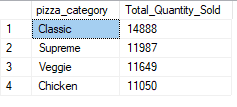 pizza_category Total_Quantity_Sold
1 Classic 14888
2 Supreme 11987
3 Veggie 11649
4 Chicken 11050